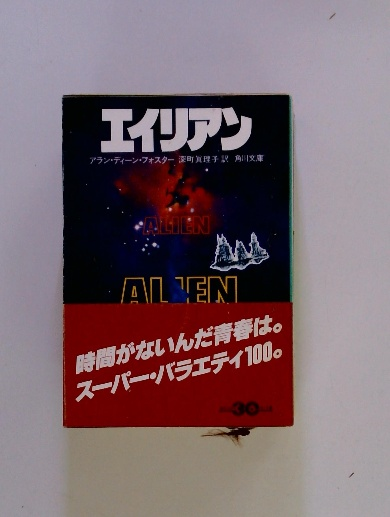 エイリアン
アラン・ディーン・フォスター 深町眞理子訳 角川文庫
ALIEN
ALIEN
時間がないんだ青春は。
スーパー・バラエティ100。
30